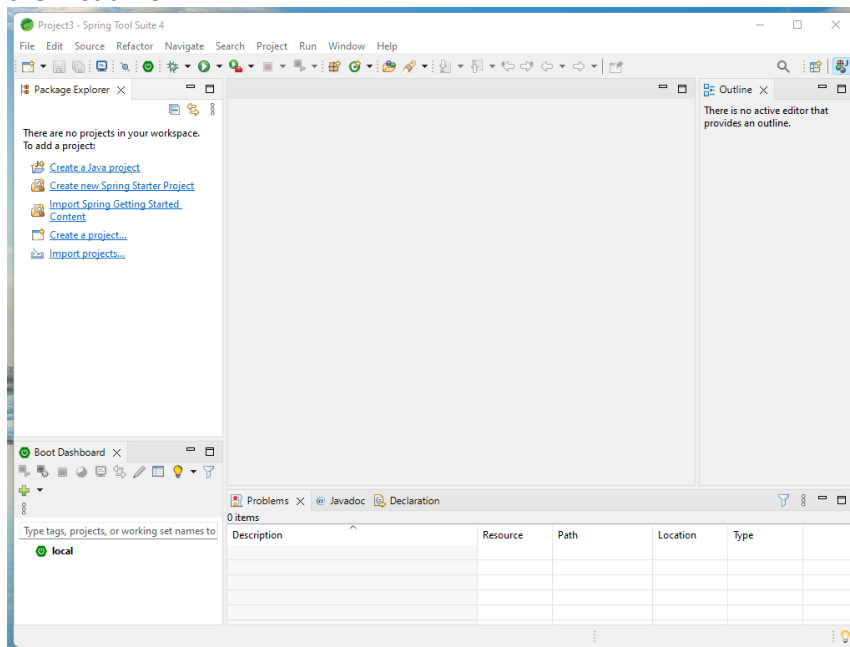 Project3 - Spring Tool Suite 4
File Edit Source Refactor Navigate Search Project Run Window Help
Package Explorer
There are no projects in your workspace.
To add a project:
Create a Java project
Create new Spring Starter Project
Import Spring Getting Started
Content
Create a project...
Import projects...
Outline
There is no active editor that
provides an outline.
Boot Dashboard
Type tags, projects, or working set names to
local
Problems @ Javadoc Declaration
0 items
Description Resource Path Location Type